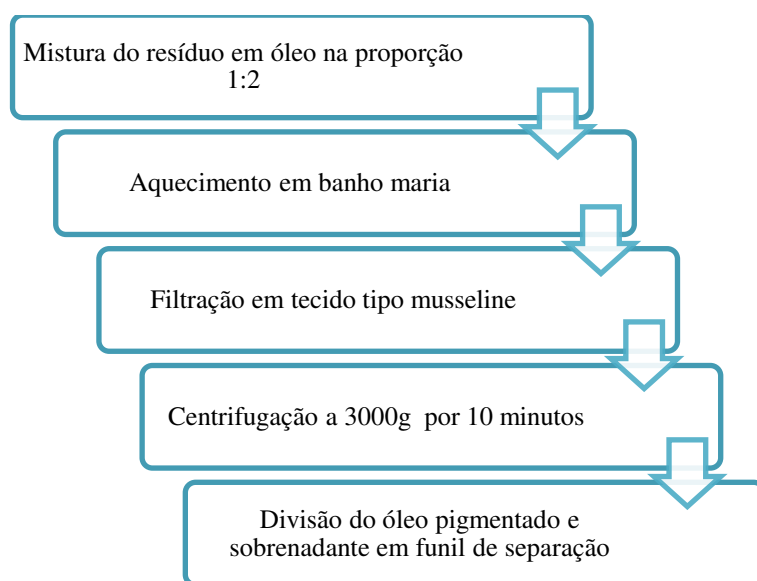 Mistura do resíduo em óleo na proporção
1:2
Aquecimento em banho maria
Filtração em tecido tipo musseline
Centrifugação a 3000g por 10 minutos
Divisão do óleo pigmentado e
sobrenadante em funil de separação